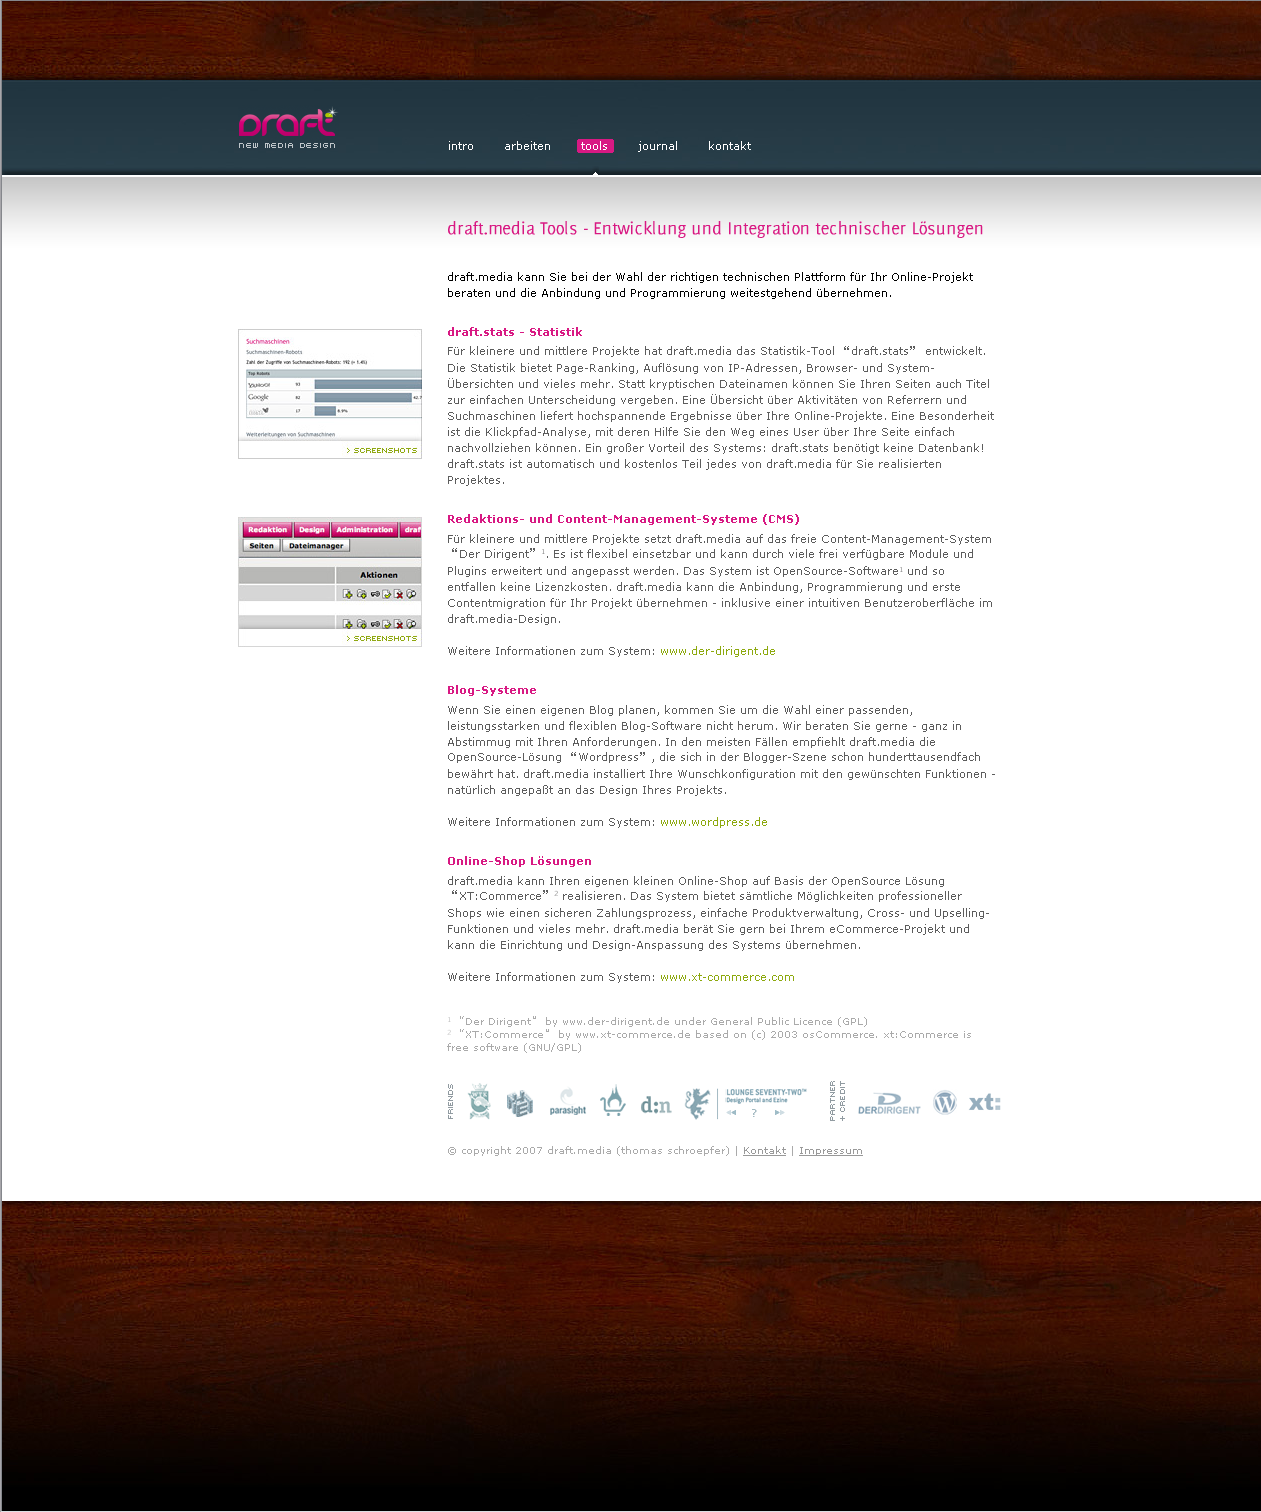 Draft
NEW MEDIA DESIGN
intro arbeiten tools journal kontakt
draft.media Tools - Entwicklung und Integration technischer Lösungen
draft.media kann Sie bei der Wahl der richtigen technischen Plattform für Ihr Online-Projekt
beraten und die Anbindung und Programmierung weitestgehend übernehmen.
Suchmaschinen
Suchmaschinen-Robots
Zahl der Zugriffe von Suchmaschinen-Robots: 192 (= 1.45)
Top Robots
YAHOO! 93
Google 82 42.7
msn 17 8.9%
Weiterleitungen von Suchmaschinen
> SCREENSHOTS
draft.stats - Statistik
Für kleinere und mittlere Projekte hat draft.media das Statistik-Tool “draft.stats” entwickelt.
Die Statistik bietet Page-Ranking, Auflösung von IP-Adressen, Browser- und System-
Übersichten und vieles mehr. Statt kryptischen Dateinamen können Sie Ihren Seiten auch Titel
zur einfachen Unterscheidung vergeben. Eine Übersicht über Aktivitäten von Referrern und
Suchmaschinen liefert hochspannende Ergebnisse über Ihre Online-Projekte. Eine Besonderheit
ist die Klickpfad-Analyse, mit deren Hilfe Sie den Weg eines User über Ihre Seite einfach
nachvollziehen können. Ein großer Vorteil des Systems: draft.stats benötigt keine Datenbank!
draft.stats ist automatisch und kostenlos Teil jedes von draft.media für Sie realisierten
Projektes.
Redaktion Design Administration draf
Seiten Dateimanager
Aktionen
> SCREENSHOTS
Redaktions- und Content-Management-Systeme (CMS)
Für kleinere und mittlere Projekte setzt draft.media auf das freie Content-Management-System
“Der Dirigent” ¹. Es ist flexibel einsetzbar und kann durch viele frei verfügbare Module und
Plugins erweitert und angepasst werden. Das System ist OpenSource-Software¹ und so
entfallen keine Lizenzkosten. draft.media kann die Anbindung, Programmierung und erste
Contentmigration für Ihr Projekt übernehmen - inklusive einer intuitiven Benutzeroberfläche im
draft.media-Design.
Weitere Informationen zum System: www.der-dirigent.de
Blog-Systeme
Wenn Sie einen eigenen Blog planen, kommen Sie um die Wahl einer passenden,
leistungsstarken und flexiblen Blog-Software nicht herum. Wir beraten Sie gerne - ganz in
Abstimmug mit Ihren Anforderungen. In den meisten Fällen empfiehlt draft.media die
OpenSource-Lösung “Wordpress”, die sich in der Blogger-Szene schon hunderttausendfach
bewährt hat. draft.media installiert Ihre Wunschkonfiguration mit den gewünschten Funktionen -
natürlich angepaßt an das Design Ihres Projekts.
Weitere Informationen zum System: www.wordpress.de
Online-Shop Lösungen
draft.media kann Ihren eigenen kleinen Online-Shop auf Basis der OpenSource Lösung
“XT:Commerce” ² realisieren. Das System bietet sämtliche Möglichkeiten professioneller
Shops wie einen sicheren Zahlungsprozess, einfache Produktverwaltung, Cross- und Upselling-
Funktionen und vieles mehr. draft.media berät Sie gern bei Ihrem eCommerce-Projekt und
kann die Einrichtung und Design-Anspassung des Systems übernehmen.
Weitere Informationen zum System: www.xt-commerce.com
¹ "Der Dirigent" by www.der-dirigent.de under General Public Licence (GPL)
² "XT:Commerce" by www.xt-commerce.de based on (c) 2003 osCommerce. xt:Commerce is
free software (GNU/GPL)
FRIENDS
parasight
d:n
LOUNGE SEVENTY-TWO™
Design Portal and Ezine
?
PARTNER
+ CREDIT
DERDIRIGENT
W
xt:
© copyright 2007 draft.media (thomas schroepfer) | Kontakt | Impressum